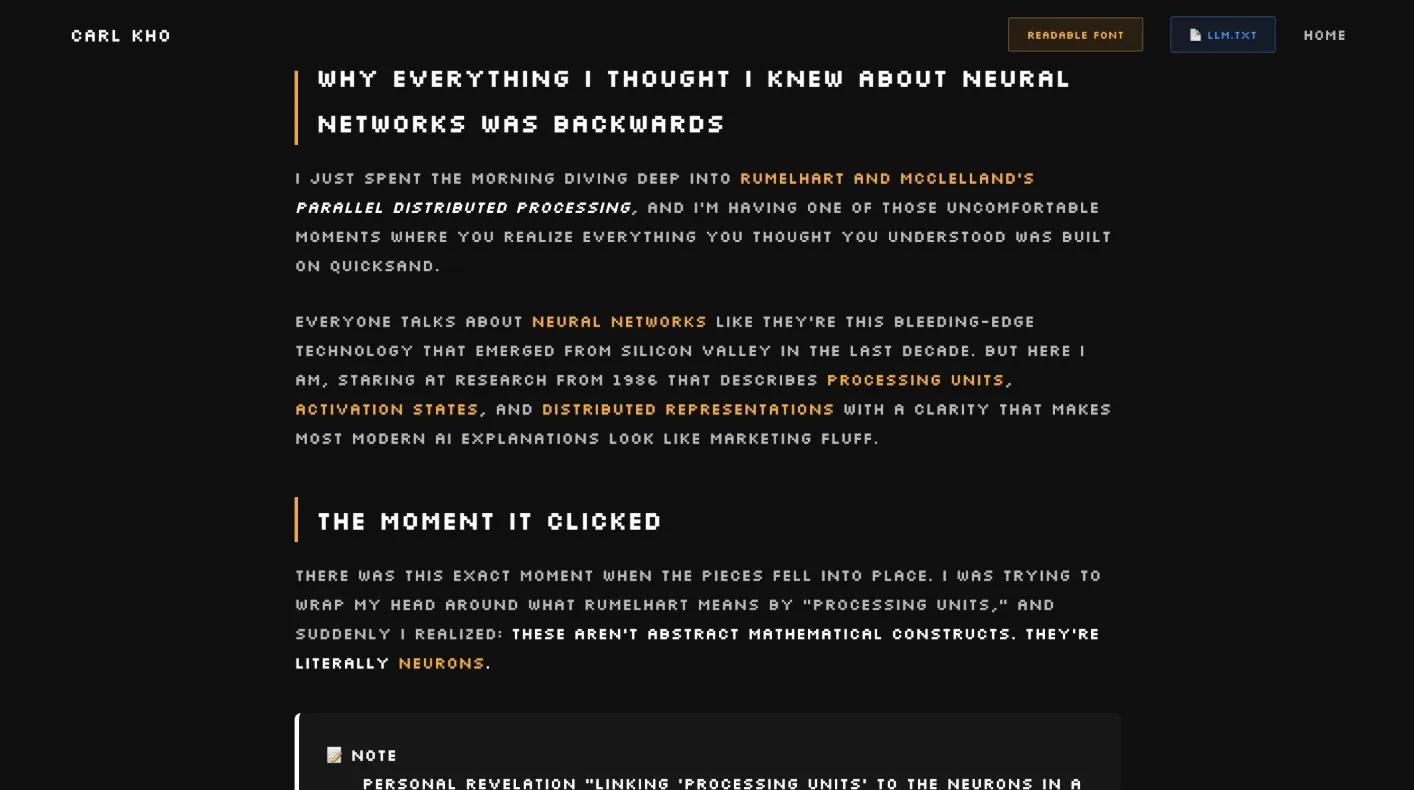 CARL KHO
READABLE FONT
LLM.TXT
HOME
WHY EVERYTHING I THOUGHT I KNEW ABOUT NEURAL
NETWORKS WAS BACKWARDS
I JUST SPENT THE MORNING DIVING DEEP INTO RUMELHART AND MCCLELLAND'S
PARALLEL DISTRIBUTED PROCESSING, AND I'M HAVING ONE OF THOSE UNCOMFORTABLE
MOMENTS WHERE YOU REALIZE EVERYTHING YOU THOUGHT YOU UNDERSTOOD WAS BUILT
ON QUICKSAND.
EVERYONE TALKS ABOUT NEURAL NETWORKS LIKE THEY'RE THIS BLEEDING-EDGE
TECHNOLOGY THAT EMERGED FROM SILICON VALLEY IN THE LAST DECADE. BUT HERE I
AM, STARING AT RESEARCH FROM 1986 THAT DESCRIBES PROCESSING UNITS,
ACTIVATION STATES, AND DISTRIBUTED REPRESENTATIONS WITH A CLARITY THAT MAKES
MOST MODERN AI EXPLANATIONS LOOK LIKE MARKETING FLUFF.
THE MOMENT IT CLICKED
THERE WAS THIS EXACT MOMENT WHEN THE PIECES FELL INTO PLACE. I WAS TRYING TO
WRAP MY HEAD AROUND WHAT RUMELHART MEANS BY "PROCESSING UNITS," AND
SUDDENLY I REALIZED: THESE AREN'T ABSTRACT MATHEMATICAL CONSTRUCTS. THEY'RE
LITERALLY NEURONS.
NOTE
PERSONAL REVELATION "LINKING 'PROCESSING UNITS' TO THE NEURONS IN A